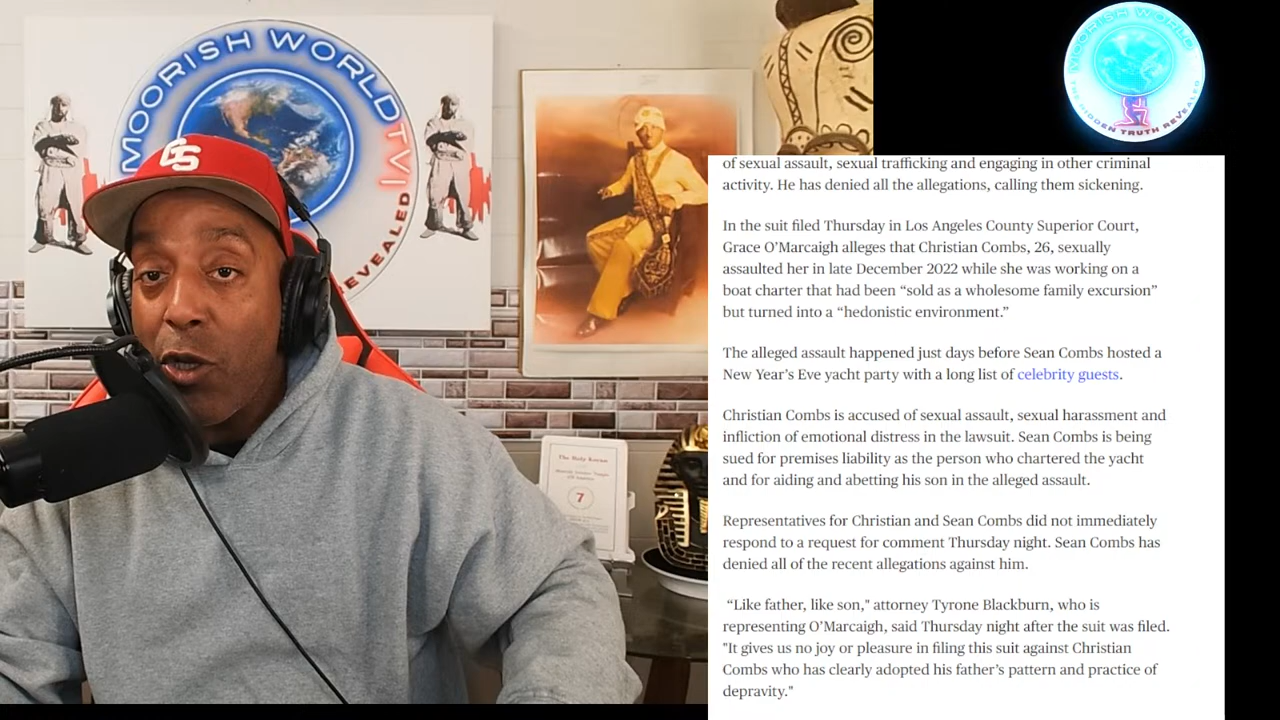 MOORISH WORLD TV
REVEALED
GS
The Holy Koran
7
MOORISH WORLD TV
THE HIDDEN TRUTH REVEALED
of sexual assault, sexual trafficking and engaging in other criminal
activity. He has denied all the allegations, calling them sickening.
In the suit filed Thursday in Los Angeles County Superior Court,
Grace O’Marcaigh alleges that Christian Combs, 26, sexually
assaulted her in late December 2022 while she was working on a
boat charter that had been “sold as a wholesome family excursion”
but turned into a “hedonistic environment.”
The alleged assault happened just days before Sean Combs hosted a
New Year’s Eve yacht party with a long list of celebrity guests.
Christian Combs is accused of sexual assault, sexual harassment and
infliction of emotional distress in the lawsuit. Sean Combs is being
sued for premises liability as the person who chartered the yacht
and for aiding and abetting his son in the alleged assault.
Representatives for Christian and Sean Combs did not immediately
respond to a request for comment Thursday night. Sean Combs has
denied all of the recent allegations against him.
“Like father, like son," attorney Tyrone Blackburn, who is
representing O’Marcaigh, said Thursday night after the suit was filed.
"It gives us no joy or pleasure in filing this suit against Christian
Combs who has clearly adopted his father’s pattern and practice of
depravity."